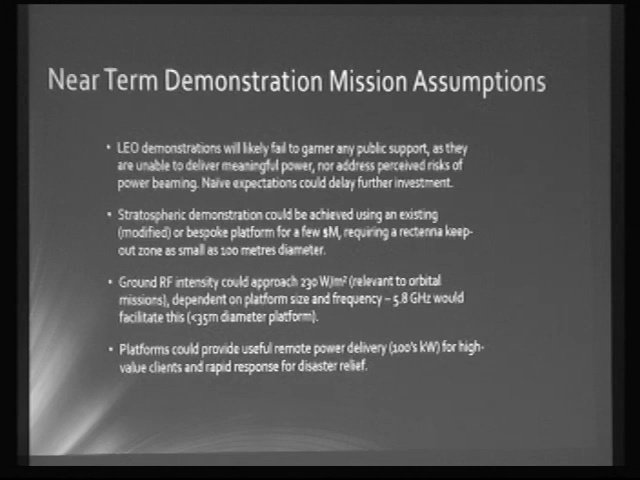 Near Term Demonstration Mission Assumptions
• LEO demonstrations will likely fail to garner any public support, as they
are unable to deliver meaningful power, nor address perceived risks of
power beaming. Naïve expectations could delay further investment.
• Stratospheric demonstration could be achieved using an existing
(modified) or bespoke platform for a few $M, requiring a rectenna keep-
out zone as small as 100 metres diameter.
• Ground RF intensity could approach 230 W/m² (relevant to orbital
missions), dependent on platform size and frequency – 5.8 GHz would
facilitate this (<35m diameter platform).
• Platforms could provide useful remote power delivery (100's kW) for high-
value clients and rapid response for disaster relief.